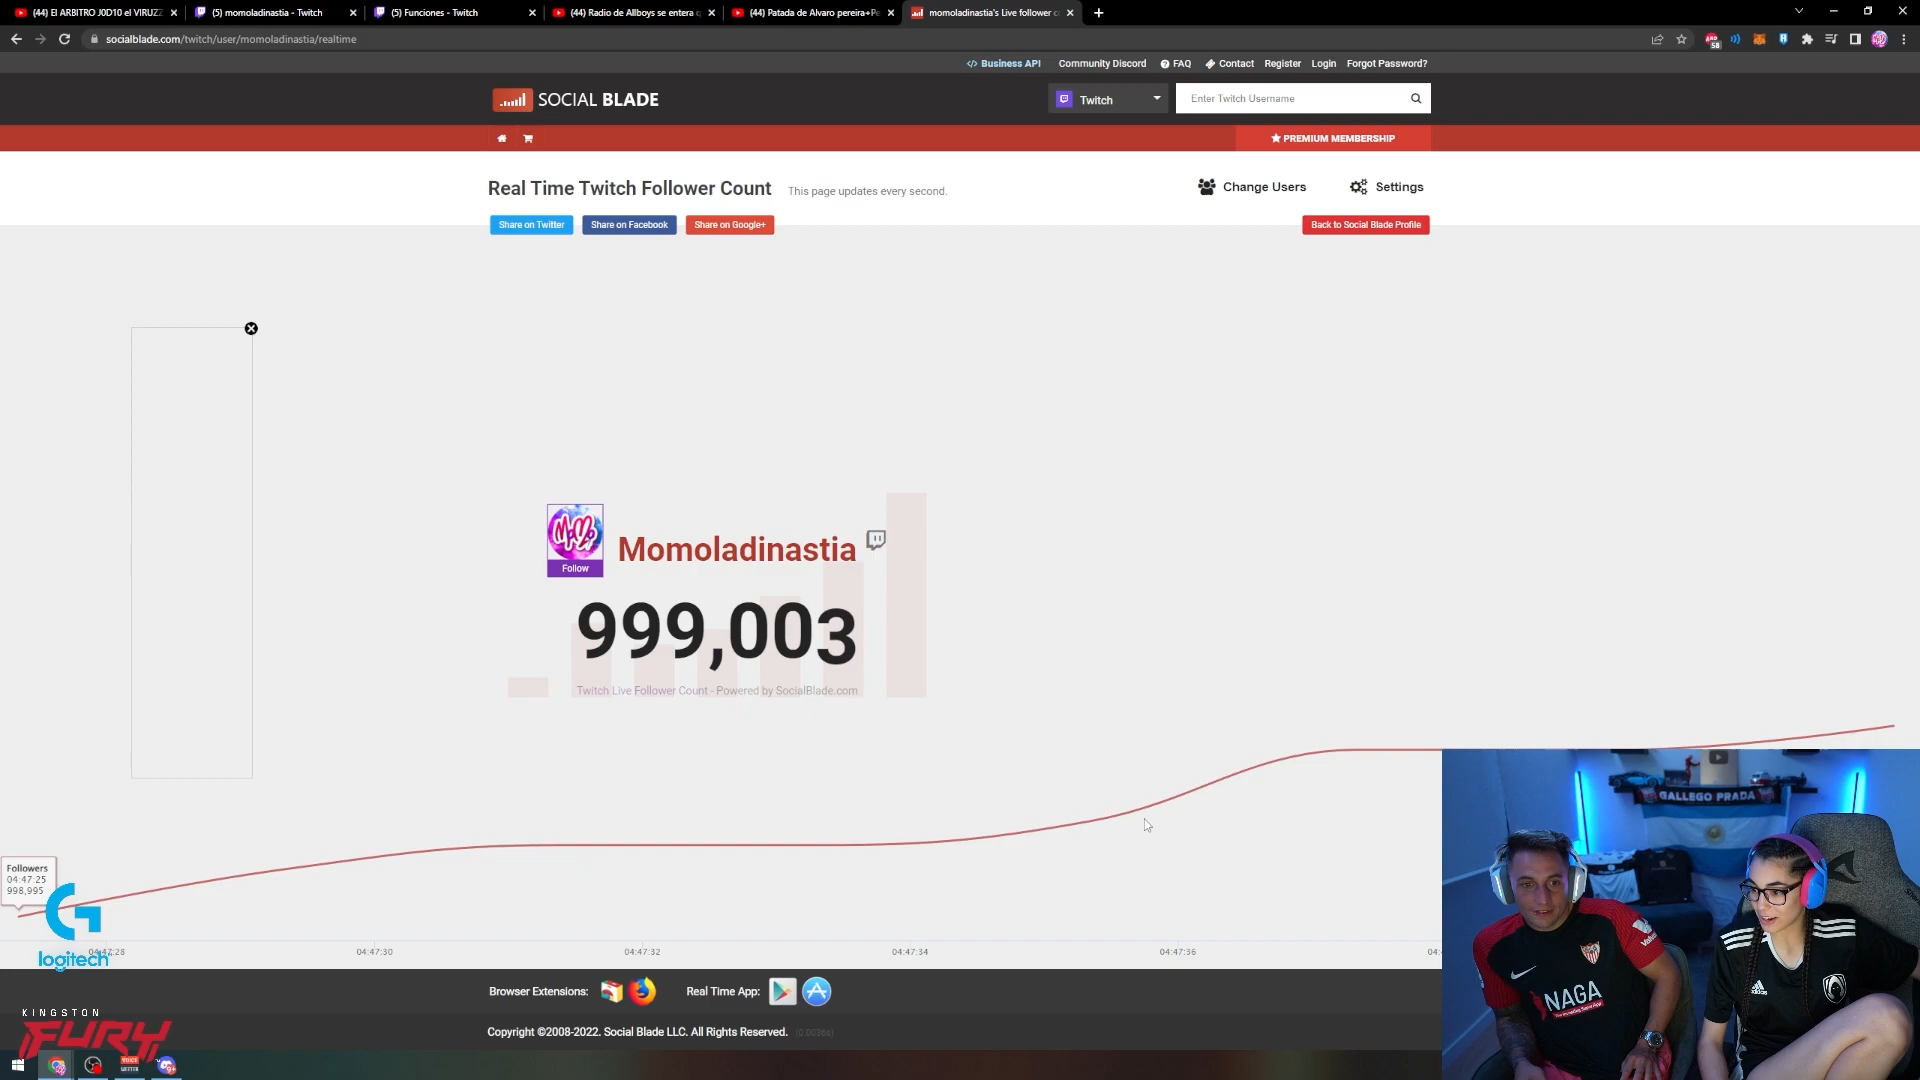 (44) El ARBITRO J0D10 el VIRUZZ
(5) momoladinastia - Twitch
(5) Funciones - Twitch
(44) Radio de Allboys se entera q
(44) Patada de Alvaro pereira+Pe
momoladinastia's Live follower c
socialblade.com/twitch/user/momoladinastia/realtime
58
</> Business API
Community Discord
FAQ
Contact
Register
Login
Forgot Password?
SOCIAL BLADE
Twitch
Enter Twitch Username
PREMIUM MEMBERSHIP
Real Time Twitch Follower Count
This page updates every second.
Change Users
Settings
Share on Twitter
Share on Facebook
Share on Google+
Back to Social Blade Profile
MoMo
Follow
Momoladinastia
999,003
Twitch Live Follower Count - Powered by SocialBlade.com
Followers
04:47:25
998,995
04:47:28
04:47:30
04:47:32
04:47:34
04:47:36
04:
logitech
GALLEGO PRADA
NAGA
adidas
Browser Extensions:
Real Time App:
Copyright ©2008-2022. Social Blade LLC. All Rights Reserved.
KINGSTON
FURY